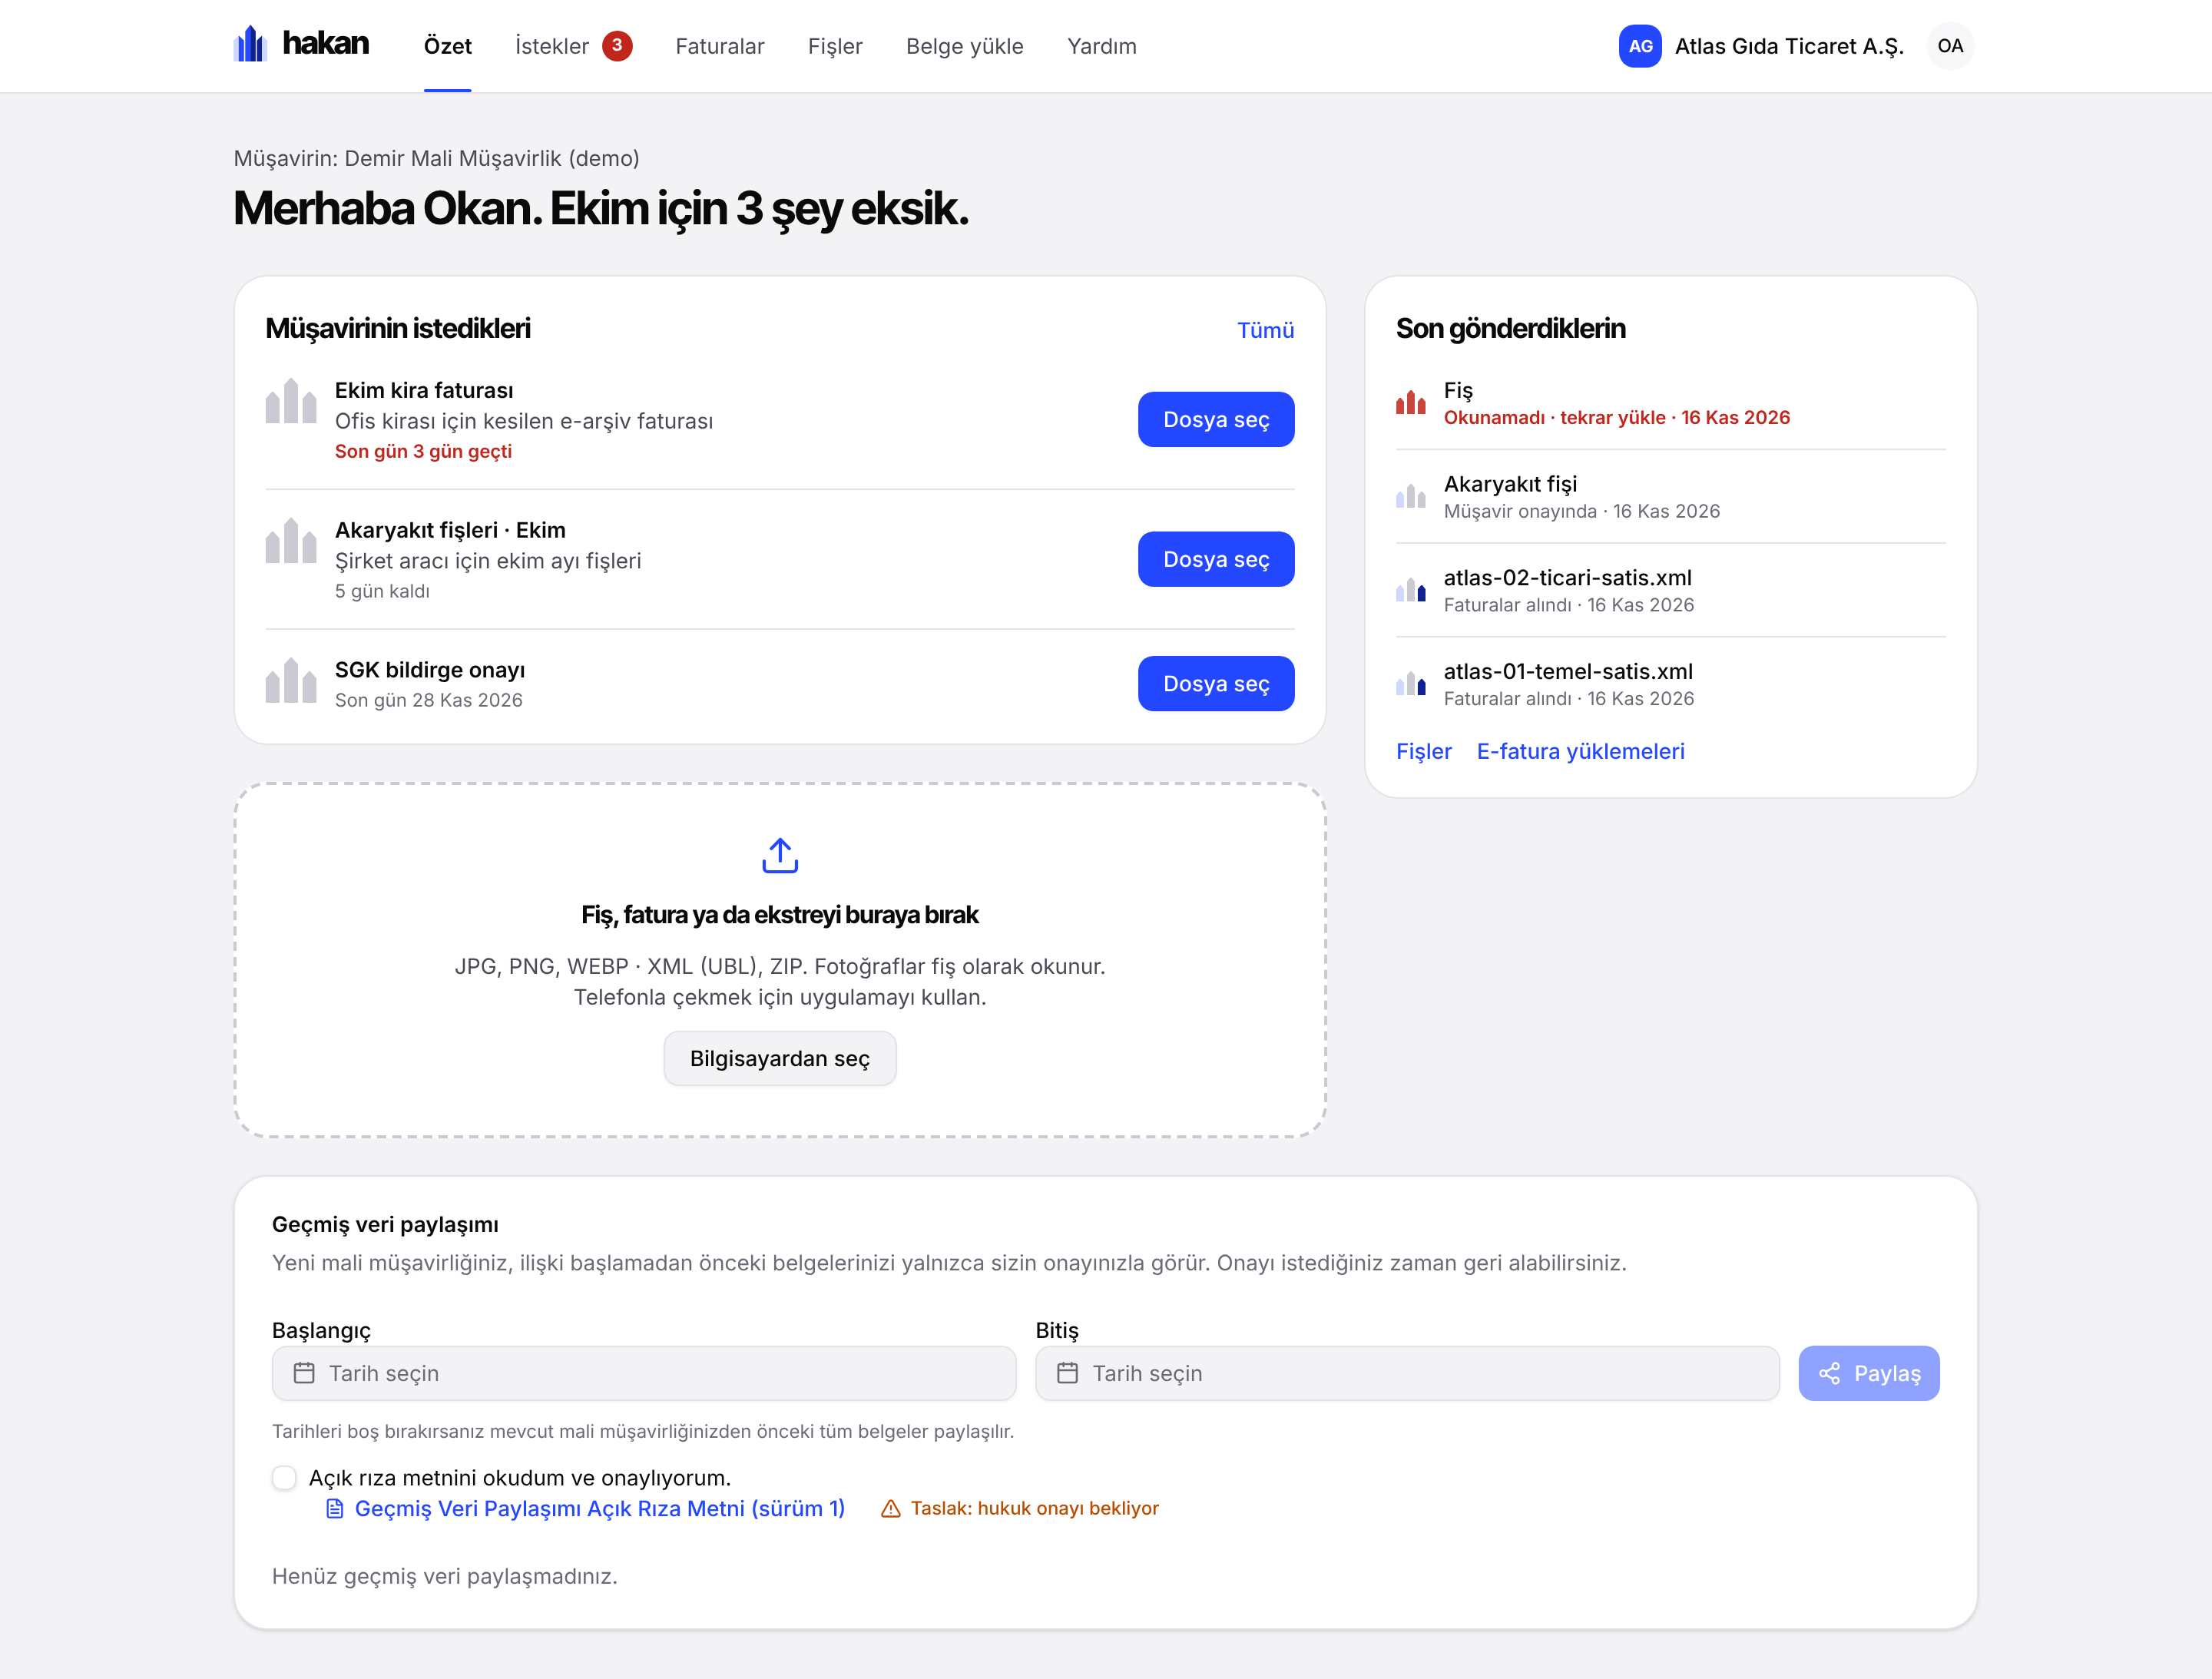 hakan
Özet
İstekler 3
Faturalar
Fişler
Belge yükle
Yardım
AG Atlas Gıda Ticaret A.Ş.
OA
Müşavirin: Demir Mali Müşavirlik (demo)
Merhaba Okan. Ekim için 3 şey eksik.
Müşavirinin istedikleri
Tümü
Ekim kira faturası
Ofis kirası için kesilen e-arşiv faturası
Son gün 3 gün geçti
Dosya seç
Akaryakıt fişleri · Ekim
Şirket aracı için ekim ayı fişleri
5 gün kaldı
Dosya seç
SGK bildirge onayı
Son gün 28 Kas 2026
Dosya seç
Son gönderdiklerin
Fiş
Okunamadı · tekrar yükle · 16 Kas 2026
Akaryakıt fişi
Müşavir onayında · 16 Kas 2026
atlas-02-ticari-satis.xml
Faturalar alındı · 16 Kas 2026
atlas-01-temel-satis.xml
Faturalar alındı · 16 Kas 2026
Fişler
E-fatura yüklemeleri
Fiş, fatura ya da ekstreyi buraya bırak
JPG, PNG, WEBP · XML (UBL), ZIP. Fotoğraflar fiş olarak okunur.
Telefonla çekmek için uygulamayı kullan.
Bilgisayardan seç
Geçmiş veri paylaşımı
Yeni mali müşavirliğiniz, ilişki başlamadan önceki belgelerinizi yalnızca sizin onayınızla görür. Onayı istediğiniz zaman geri alabilirsiniz.
Başlangıç
Tarih seçin
Bitiş
Tarih seçin
Paylaş
Tarihleri boş bırakırsanız mevcut mali müşavirliğinizden önceki tüm belgeler paylaşılır.
Açık rıza metnini okudum ve onaylıyorum.
Geçmiş Veri Paylaşımı Açık Rıza Metni (sürüm 1)
Taslak: hukuk onayı bekliyor
Henüz geçmiş veri paylaşmadınız.